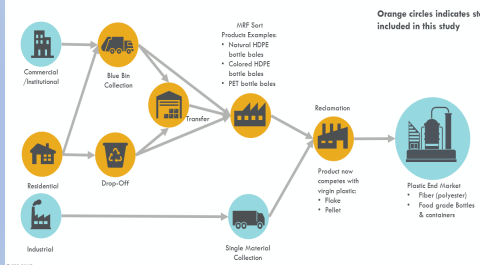 Orange circles indicates
included in this study
MRF Sort
Products Examples:
• Natural HDPE
bottle bales
• Colored HDPE
bottle bales
• PET bottle bales
Commercial
/Institutional
Blue Bin
Collection
Transfer
Reclamation
Residential
Drop-Off
Product now
competes with
virgin plastic:
• Flake
• Pellet
Plastic End Market
• Fiber (polyester)
• Food grade Bottles
& containers
Industrial
Single Material
Collection